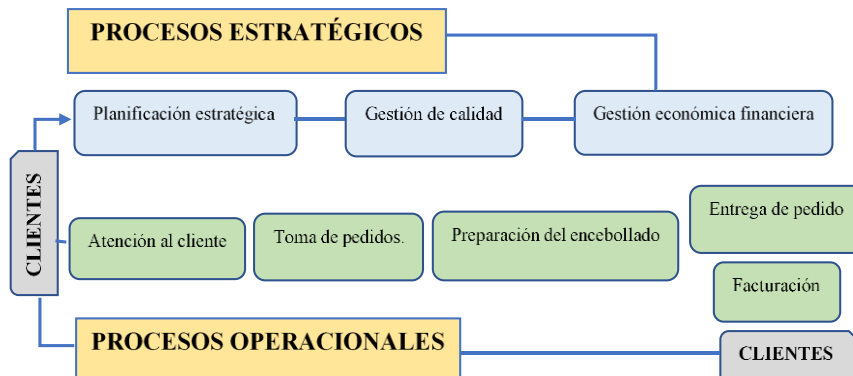 PROCESOS ESTRATÉGICOS
Planificación estratégica
Gestión de calidad
Gestión económica financiera
CLIENTES
Atención al cliente
Toma de pedidos.
Preparación del encebollado
Entrega de pedido
Facturación
PROCESOS OPERACIONALES
CLIENTES